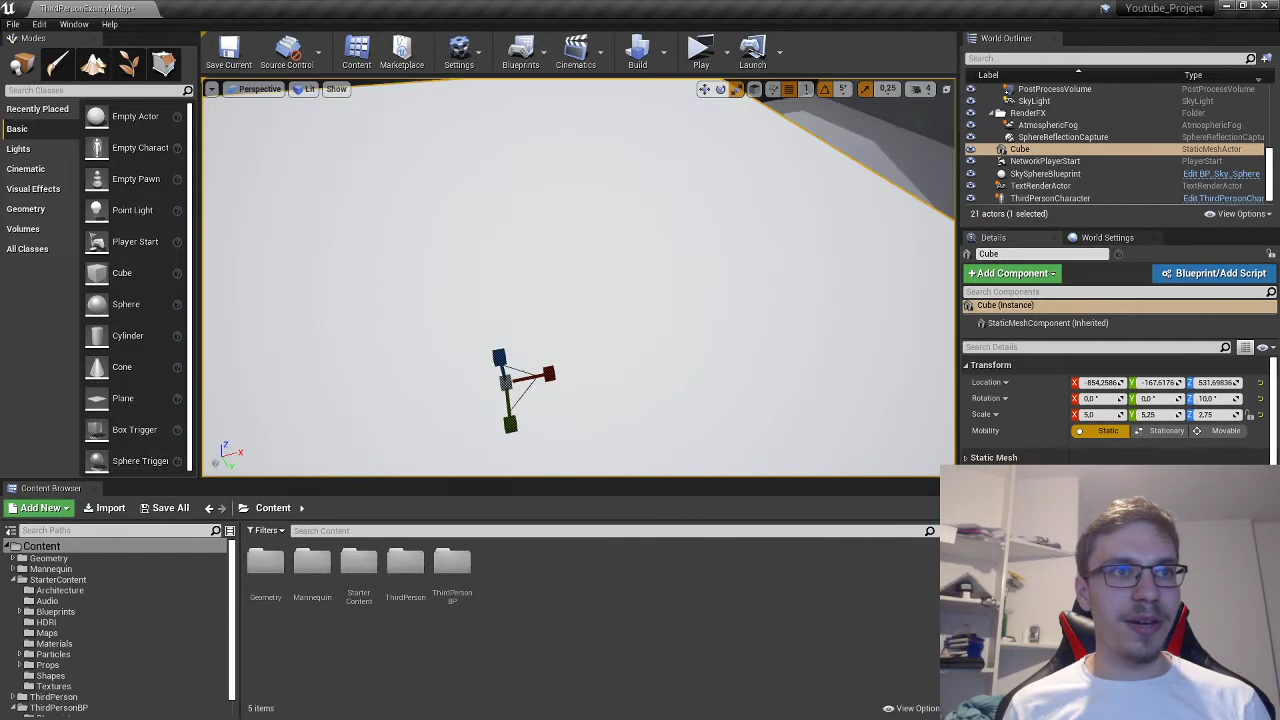 ThirdPersonExampleMap*
Youtube_Project
File Edit Window Help
Modes
Search Classes
Recently Placed
Basic
Lights
Cinematic
Visual Effects
Geometry
Volumes
All Classes
Empty Actor
Empty Charact
Empty Pawn
Point Light
Player Start
Cube
Sphere
Cylinder
Cone
Plane
Box Trigger
Sphere Trigger
Save Current
Source Control
Content
Marketplace
Settings
Blueprints
Cinematics
Build
Play
Launch
Perspective
Lit
Show
1
5°
0,25
4
Z
X
Y
World Outliner
Search...
Label Type
PostProcessVolume PostProcessVolume
SkyLight SkyLight
RenderFX Folder
AtmosphericFog AtmosphericFog
SphereReflectionCapture SphereReflectionCapt
Cube StaticMeshActor
NetworkPlayerStart PlayerStart
SkySphereBlueprint Edit BP_Sky_Sphere
TextRenderActor TextRenderActor
ThirdPersonCharacter Edit ThirdPersonChar
21 actors (1 selected) View Options
Details World Settings
Cube
+Add Component Blueprint/Add Script
Search Components
Cube (Instance)
StaticMeshComponent (Inherited)
Search Details
Transform
Location X -854,2586 Y -167,6176 Z 531,69836
Rotation X 0,0° Y 0,0° Z 10,0°
Scale X 5,0 Y 5,25 Z 2,75
Mobility Static Stationary Movable
Static Mesh
Content Browser
Add New Import Save All Content
Search Paths
Filters Search Content
Content
Geometry
Mannequin
StarterContent
Architecture
Audio
Blueprints
HDRI
Maps
Materials
Particles
Props
Shapes
Textures
ThirdPerson
ThirdPersonBP
Geometry
Mannequin
Starter
Content
ThirdPerson
ThirdPerson
BP
5 items
View Option